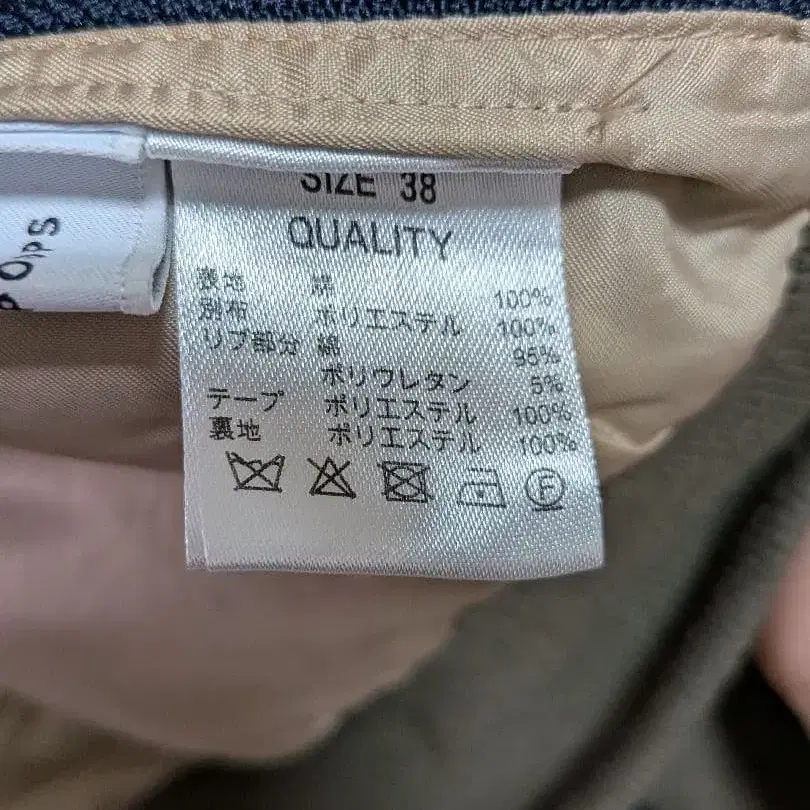 SIZE 38
QUALITY
表地 綿 100%
別布 ポリエステル 100%
リブ部分 綿 95%
ポリウレタン 5%
テープ ポリエステル 100%
裏地 ポリエステル 100%
F